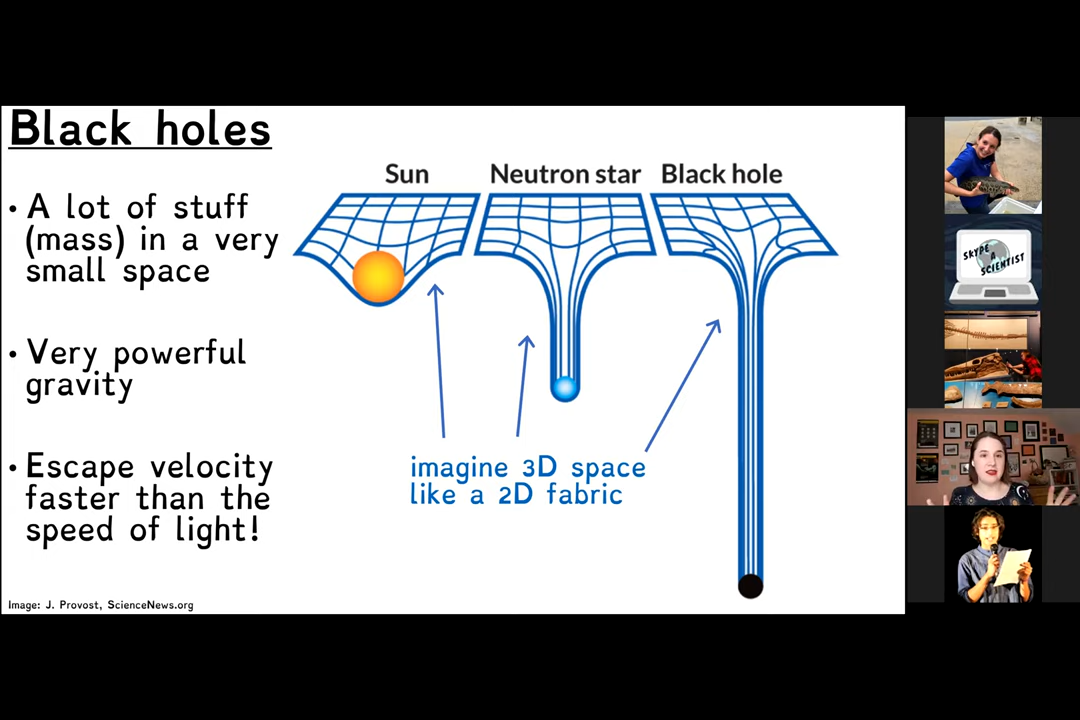 Black holes
• A lot of stuff
(mass) in a very
small space
• Very powerful
gravity
• Escape velocity
faster than the
speed of light!
Sun
Neutron star
Black hole
imagine 3D space
like a 2D fabric
Image: J. Provost, ScienceNews.org
SKYPE
A
SCIENTIST